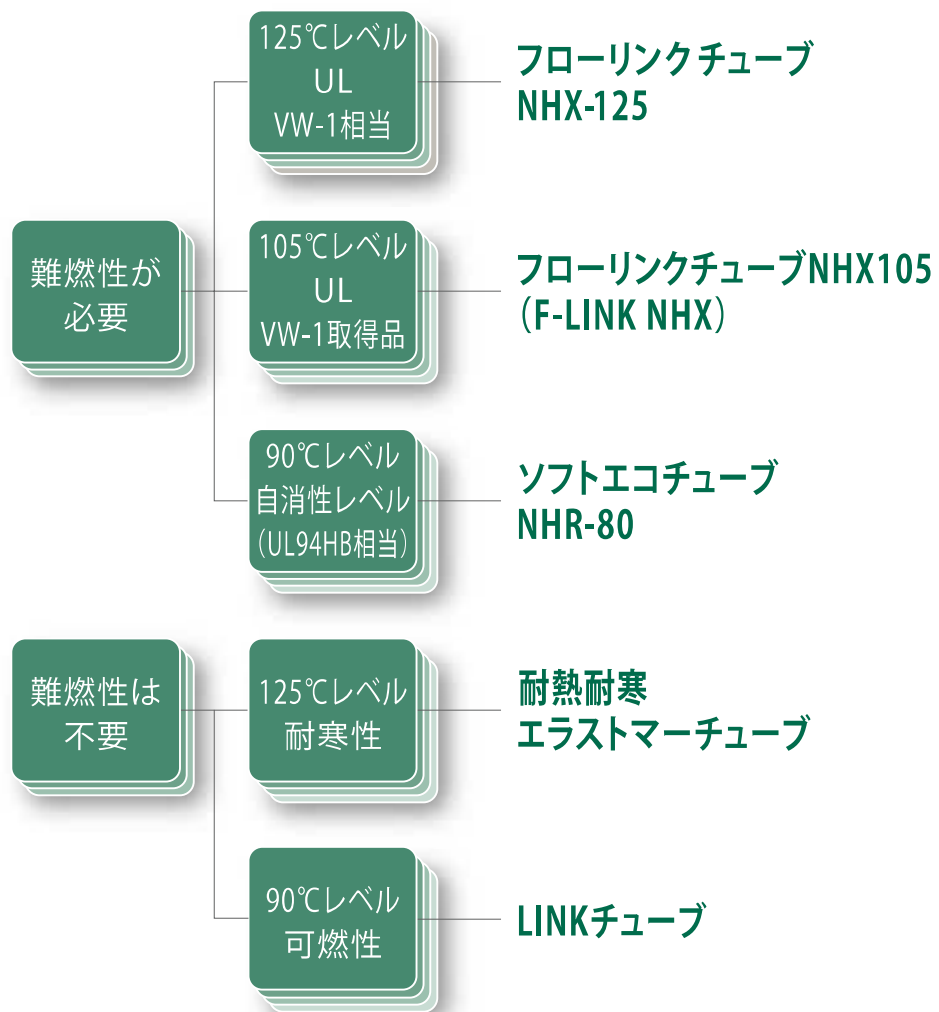 125℃レベル
UL
VW-1相当
フローリンクチューブ
NHX-125
難燃性が
必要
105℃レベル
UL
VW-1取得品
フローリンクチューブNHX105
（F-LINK NHX）
90℃レベル
自消性レベル
（UL94HB相当）
ソフトエコチューブ
NHR-80
難燃性は
不要
125℃レベル
耐寒性
耐熱耐寒
エラストマーチューブ
90℃レベル
可燃性
LINKチューブ